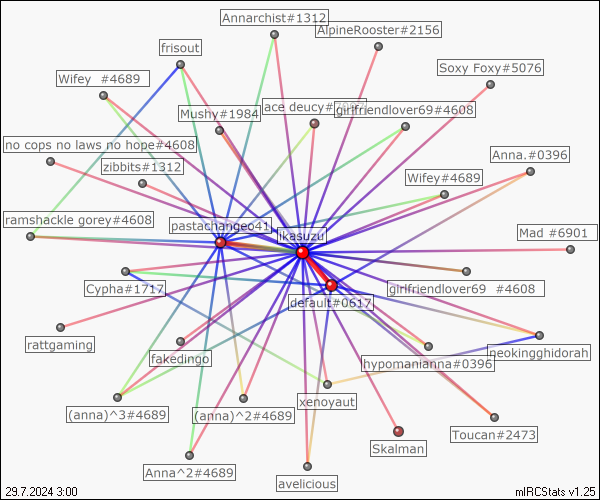 Annarchist#1312
AlpineRooster#2156
frisout
Soxy Foxy#5076
Wifey #4689
ace deucy#
Mushy#1984
girlfriendlover69#4608
no cops no laws no hope#4608
Anna.#0396
zibbits#1312
Wifey#4689
ramshackle gorey#4608
pastachangeo41
ikasuzu
Mad #6901
Cypha#1717
girlfriendlover69 #4608
default#0617
rattgaming
fakedingo
neokingghidorah
hypomanianna#0396
xenoyaut
(anna)^3#4689
(anna)^2#4689
Toucan#2473
Skalman
Anna^2#4689
avelicious
29.7.2024 3:00
mIRCStats v1.25